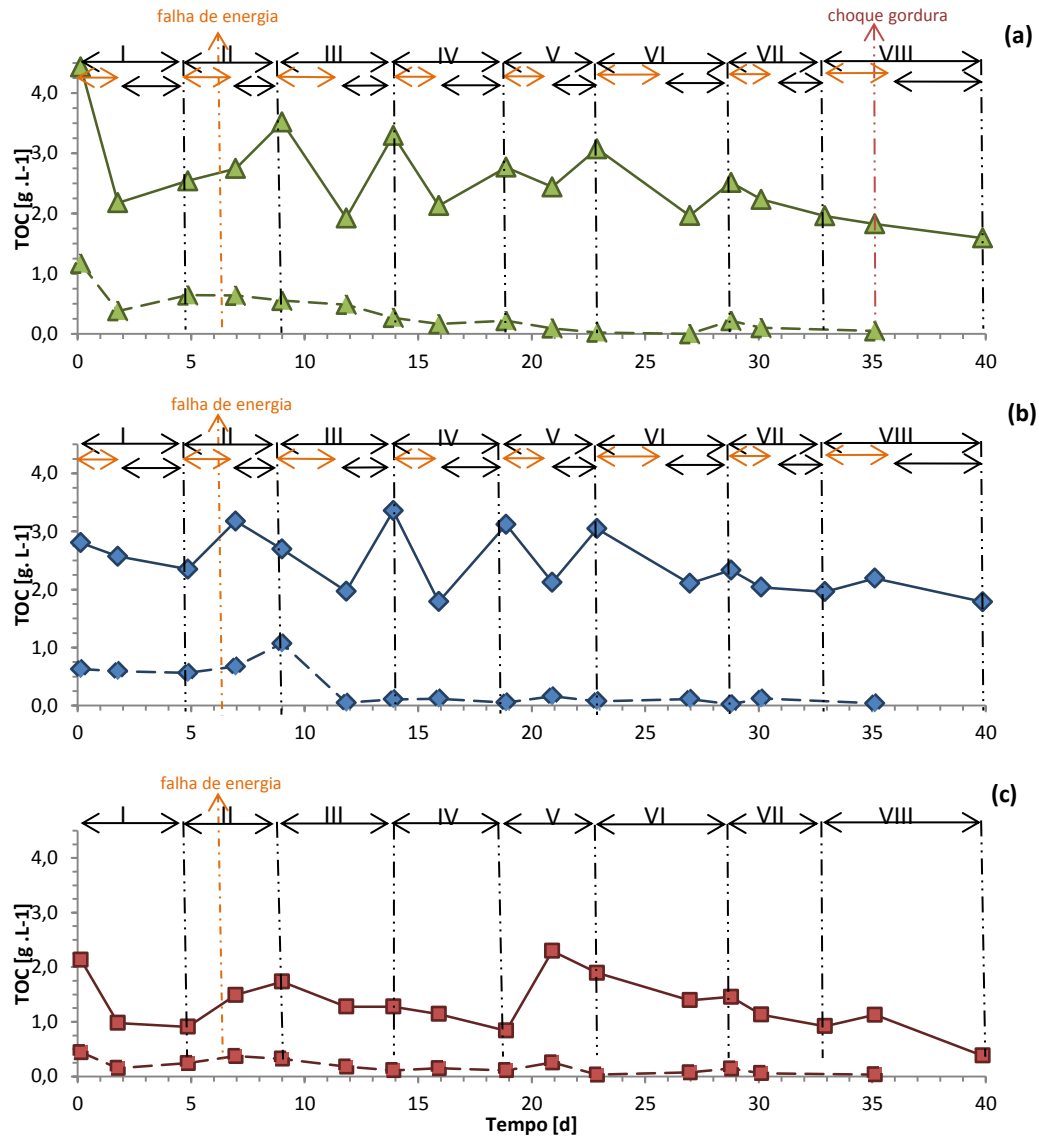 falha de energia choque gordura
(a)
I II III IV V VI VII VIII
4,0
3,0
2,0
1,0
0,0
TOC [g .L-1]
0 5 10 15 20 25 30 35 40
falha de energia
(b)
I II III IV V VI VII VIII
4,0
3,0
2,0
1,0
0,0
TOC [g. L-1]
0 5 10 15 20 25 30 35 40
falha de energia
(c)
I II III IV V VI VII VIII
4,0
3,0
2,0
1,0
0,0
TOC [g .L-1]
0 5 10 15 20 25 30 35 40
Tempo [d]